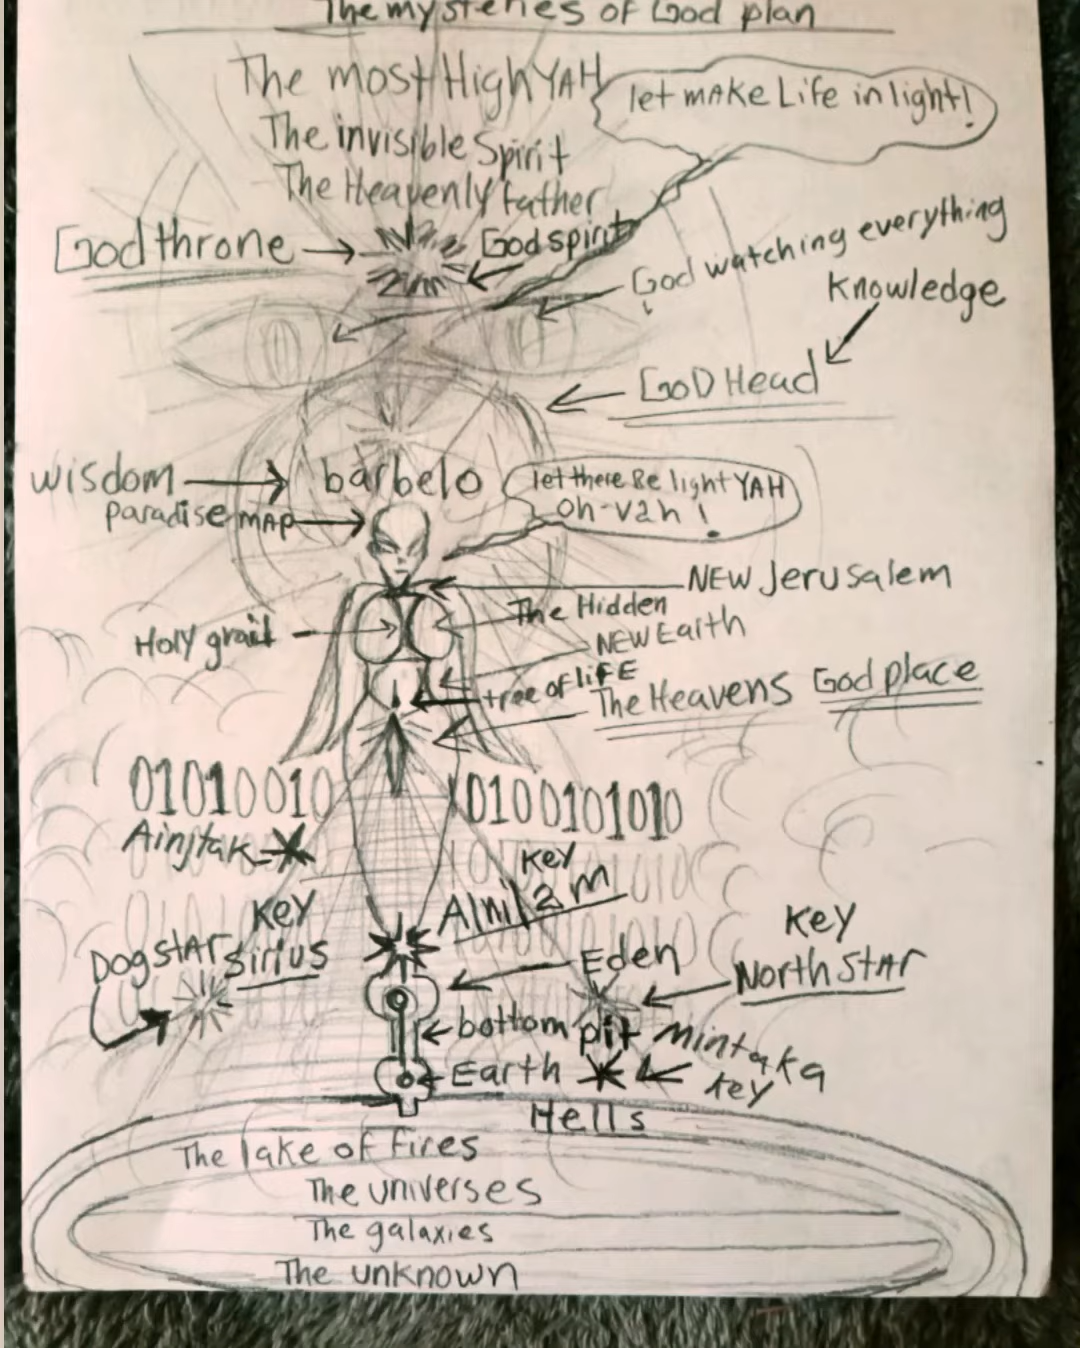 The mysteries of God plan
The most High YAH
let make Life in light!
The invisible Spirit
The Heavenly father
God throne
God spirit
God watching everything
Knowledge
GOD Head
wisdom
barbelo
let there Be light YAH
Oh-vah!
paradise map
NEW Jerusalem
The Hidden
Holy grail
NEW Earth
tree of life
The Heavens God place
01010010
0100101010
Ainjtak
key
Alnilam
key
Dog star sirius
key
North star
Eden
bottom pit
Mintaka
key
Earth
Hells
The lake of fires
The universes
The galaxies
The unknown